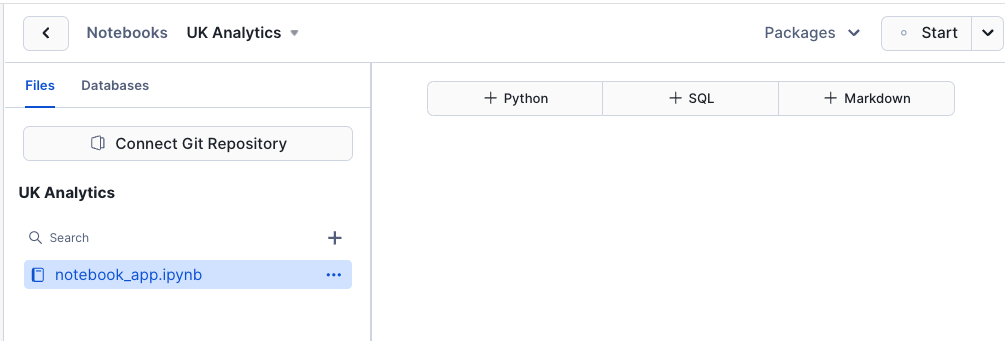 Notebooks UK Analytics Packages Start
Files Databases
+ Python + SQL + Markdown
Connect Git Repository
UK Analytics
Search
notebook_app.ipynb